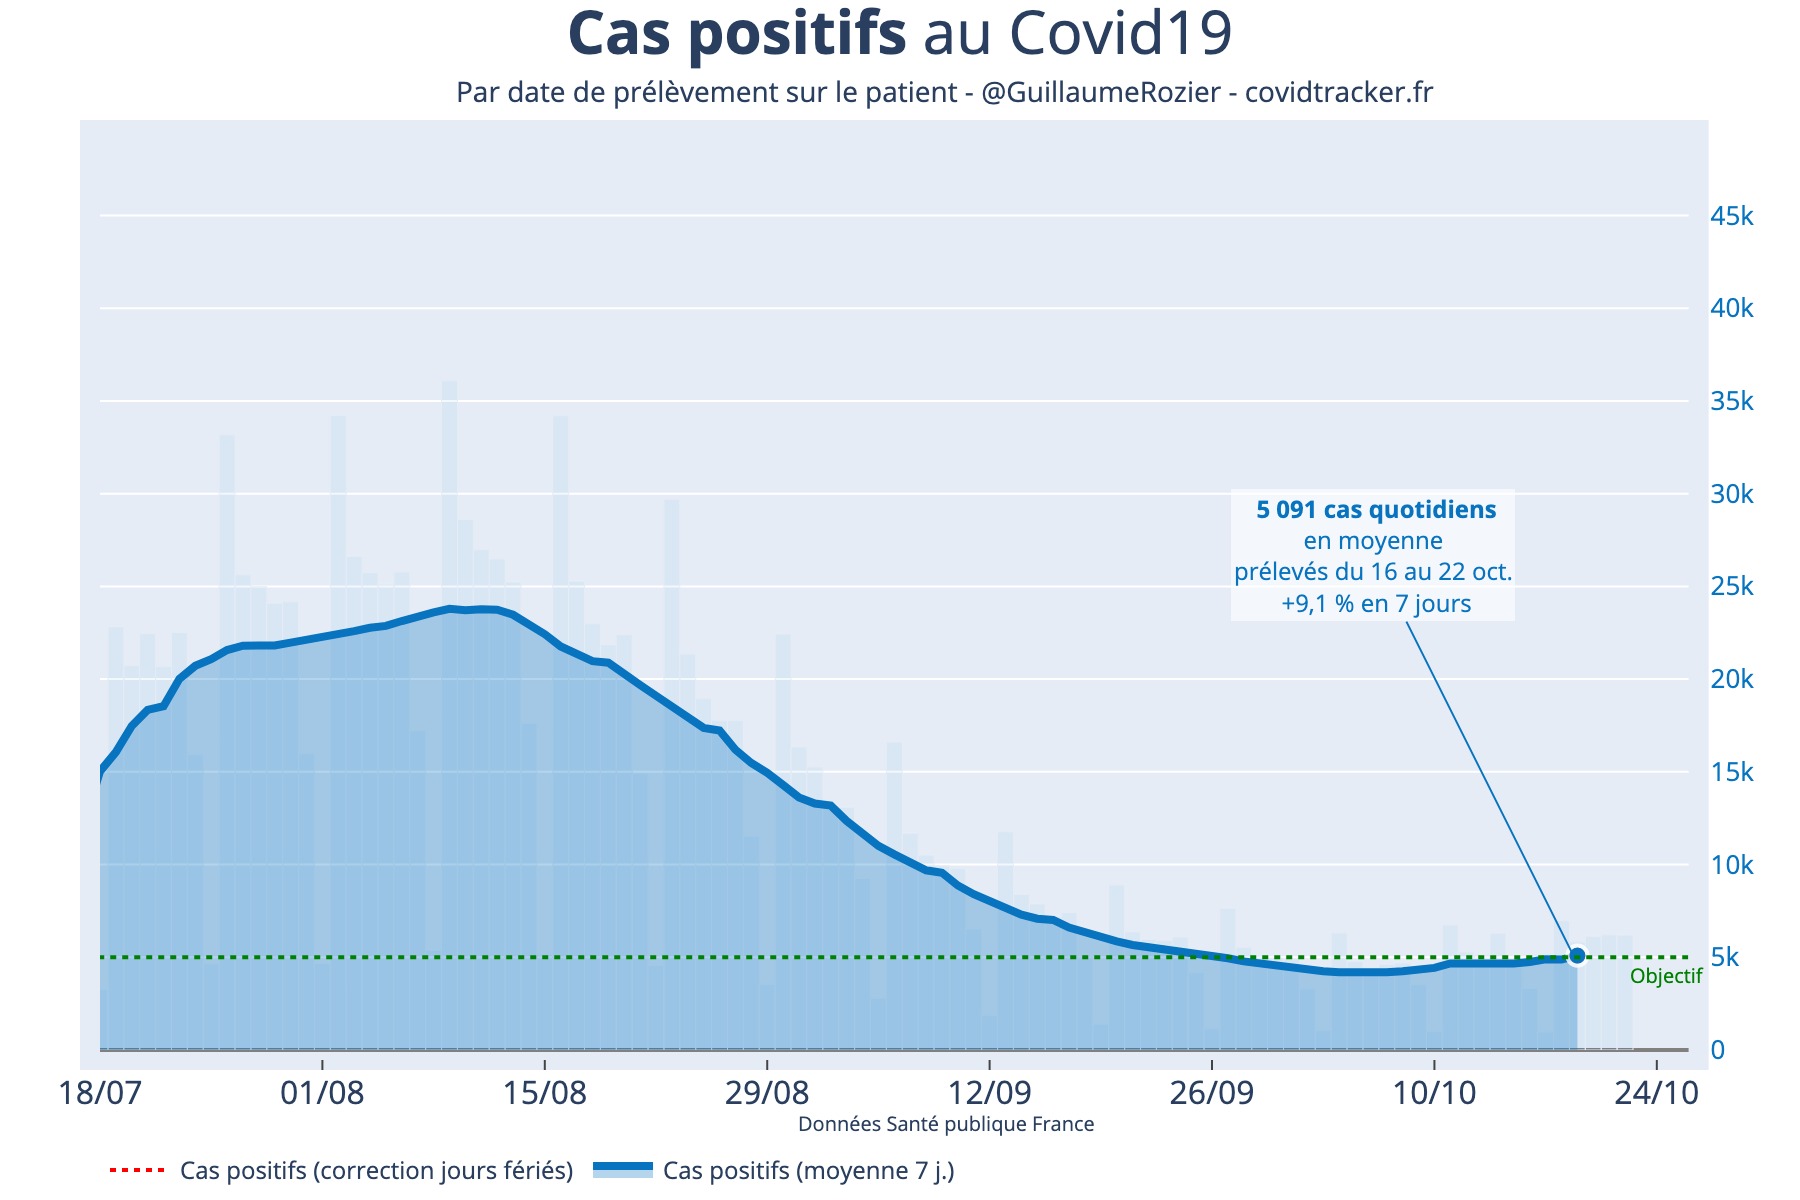 Cas positifs au Covid19
Par date de prélèvement sur le patient - @GuillaumeRozier - covidtracker.fr
45k
40k
35k
30k
25k
20k
15k
10k
5k
0
5 091 cas quotidiens
en moyenne
prélevés du 16 au 22 oct.
+9,1 % en 7 jours
Objectif
18/07 01/08 15/08 29/08 12/09 26/09 10/10 24/10
Données Santé publique France
Cas positifs (correction jours fériés) Cas positifs (moyenne 7 j.)